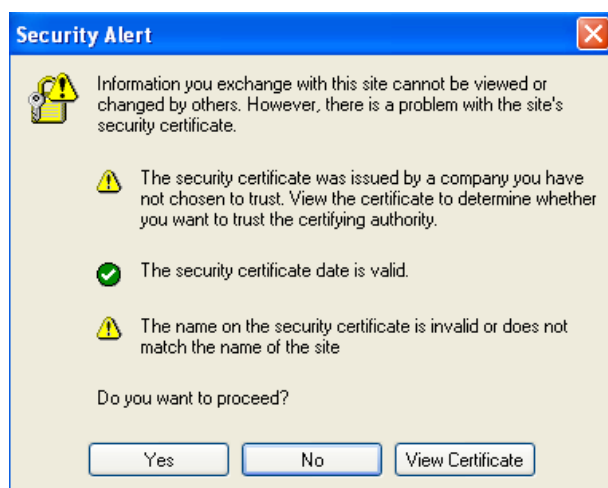 Security Alert
Information you exchange with this site cannot be viewed or
changed by others. However, there is a problem with the site's
security certificate.
The security certificate was issued by a company you have
not chosen to trust. View the certificate to determine whether
you want to trust the certifying authority.
The security certificate date is valid.
The name on the security certificate is invalid or does not
match the name of the site
Do you want to proceed?
Yes No View Certificate